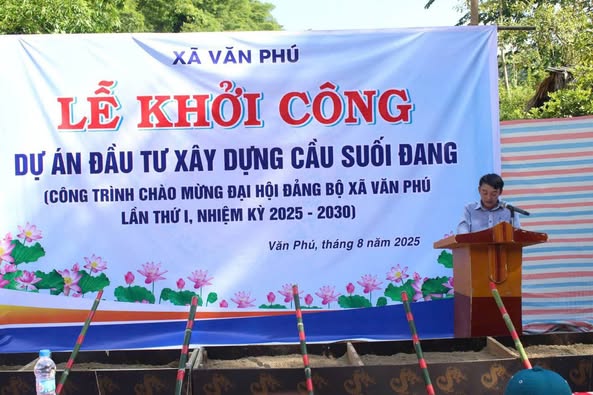 XÃ VĂN PHÚ
LỄ KHỞI CÔNG
DỰ ÁN ĐẦU TƯ XÂY DỰNG CẦU SUỐI ĐANG
(CÔNG TRÌNH CHÀO MỪNG ĐẠI HỘI ĐẢNG BỘ XÃ VĂN PHÚ
LẦN THỨ I, NHIỆM KỲ 2025 - 2030)
Văn Phú, tháng 8 năm 2025